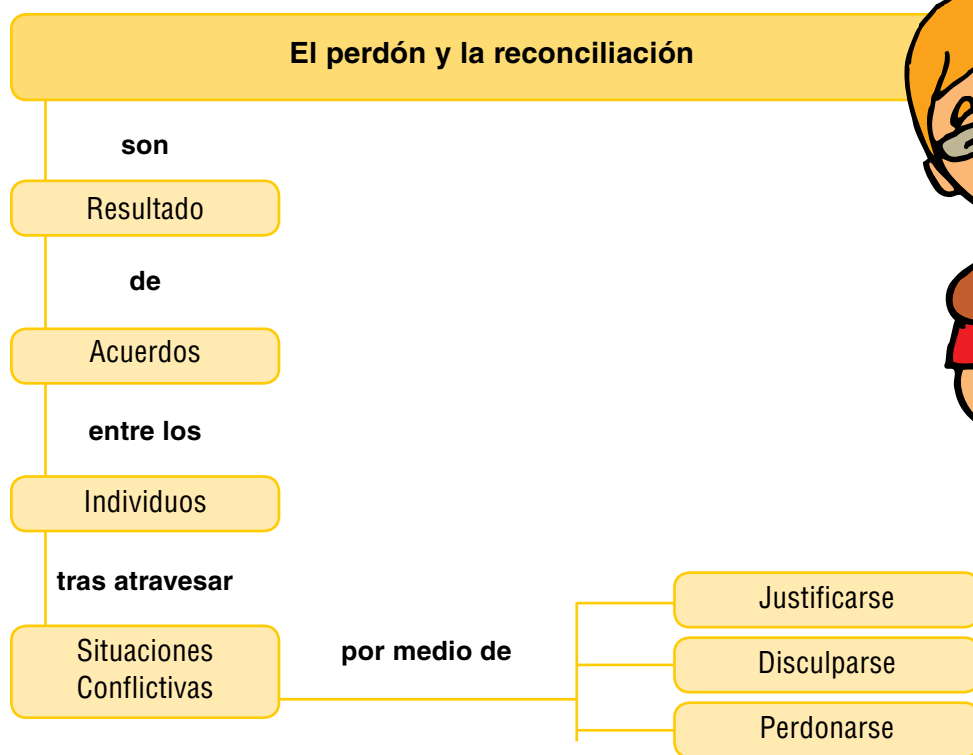 El perdón y la reconciliación
son
Resultado
de
Acuerdos
entre los
Individuos
tras atravesar
Situaciones
Conflictivas
por medio de
Justificarse
Disculparse
Perdonarse